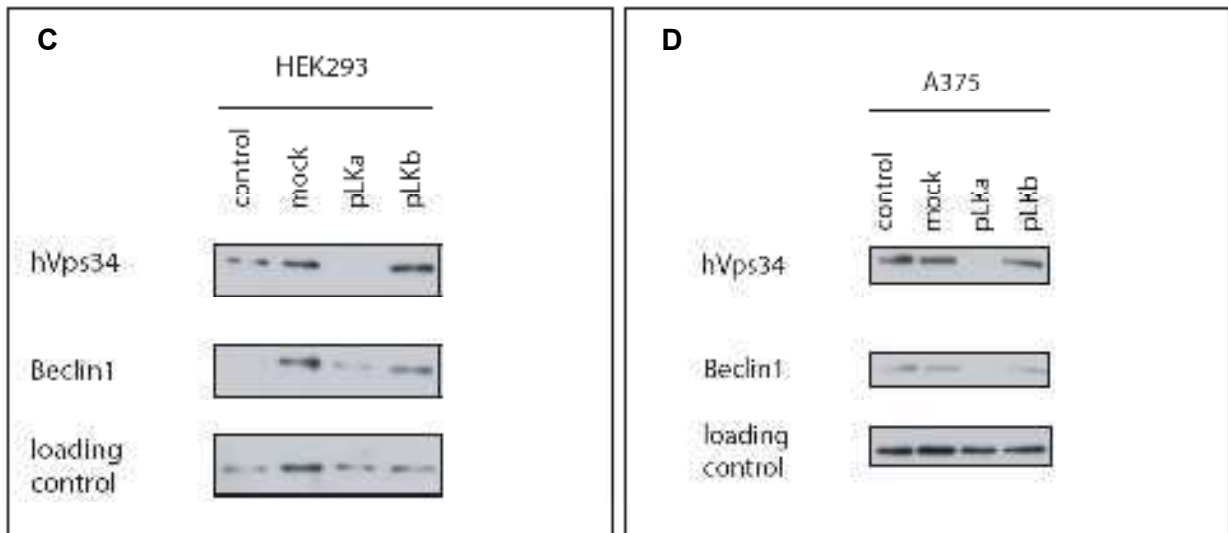 C
HEK293
control
mock
pLKa
pLKb
hVps34
Beclin1
loading
control
D
A375
control
mock
pLKa
pLKb
hVps34
Beclin1
loading
control